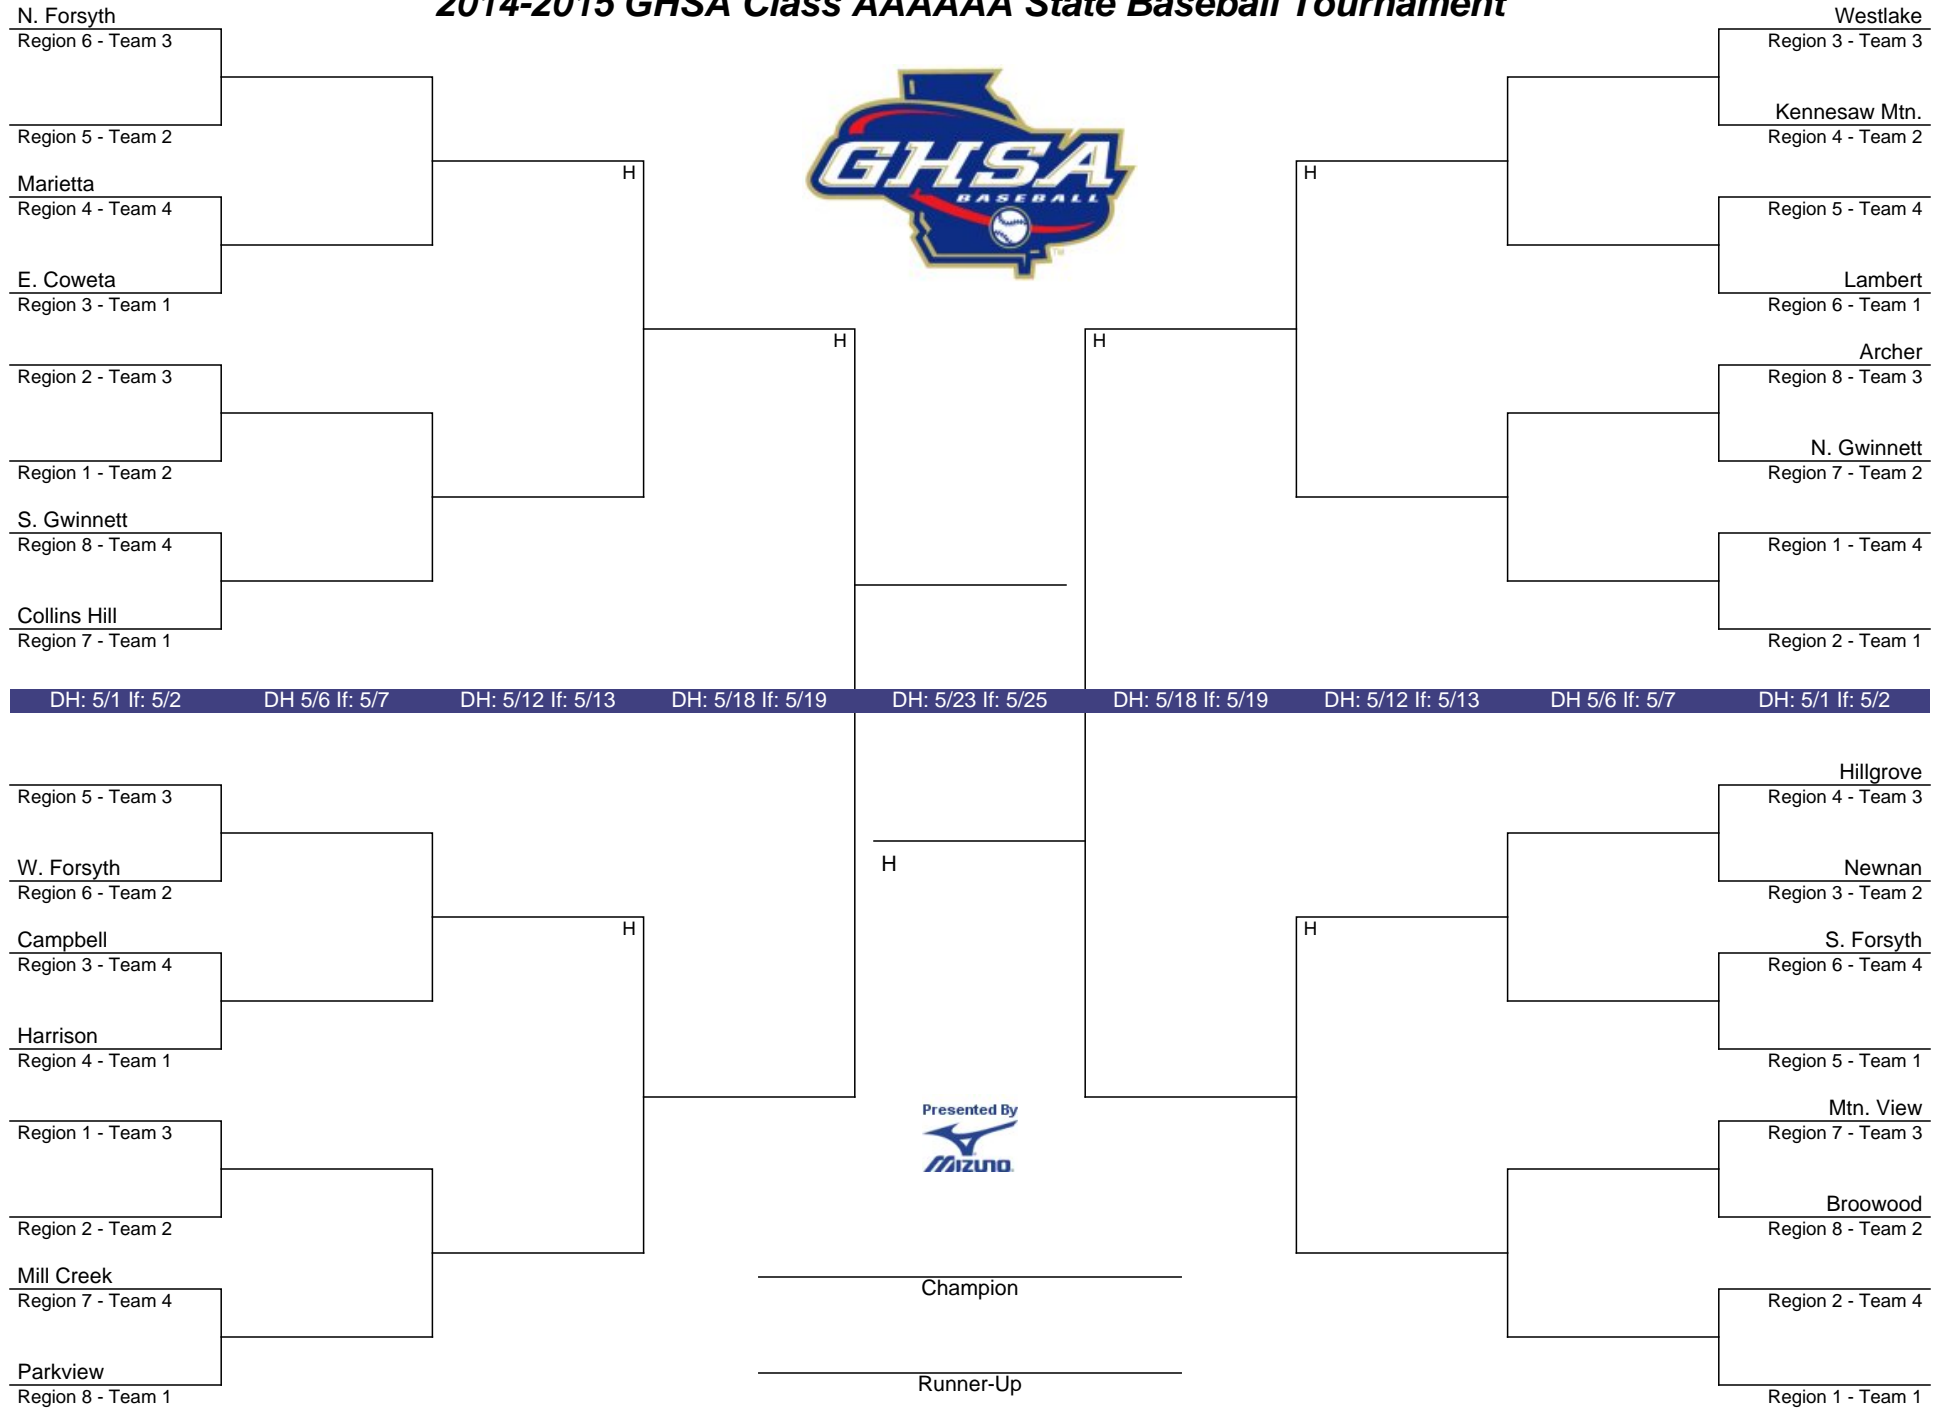 2014-2015 GHSA Class AAAAAA State Baseball Tournament
N. Forsyth
Region 6 - Team 3
Region 5 - Team 2
Marietta
Region 4 - Team 4
E. Coweta
Region 3 - Team 1
Region 2 - Team 3
Region 1 - Team 2
S. Gwinnett
Region 8 - Team 4
Collins Hill
Region 7 - Team 1
H
H
GHSA
BASEBALL
TM
H
H
Westlake
Region 3 - Team 3
Kennesaw Mtn.
Region 4 - Team 2
Region 5 - Team 4
Lambert
Region 6 - Team 1
Archer
Region 8 - Team 3
N. Gwinnett
Region 7 - Team 2
Region 1 - Team 4
Region 2 - Team 1
DH: 5/1 If: 5/2 DH 5/6 If: 5/7 DH: 5/12 If: 5/13 DH: 5/18 If: 5/19 DH: 5/23 If: 5/25 DH: 5/18 If: 5/19 DH: 5/12 If: 5/13 DH 5/6 If: 5/7 DH: 5/1 If: 5/2
Region 5 - Team 3
W. Forsyth
Region 6 - Team 2
Campbell
Region 3 - Team 4
Harrison
Region 4 - Team 1
Region 1 - Team 3
Region 2 - Team 2
Mill Creek
Region 7 - Team 4
Parkview
Region 8 - Team 1
H
H
H
Presented By
MIZUNO
Champion
Runner-Up
Hillgrove
Region 4 - Team 3
Newnan
Region 3 - Team 2
S. Forsyth
Region 6 - Team 4
Region 5 - Team 1
Mtn. View
Region 7 - Team 3
Broowood
Region 8 - Team 2
Region 2 - Team 4
Region 1 - Team 1